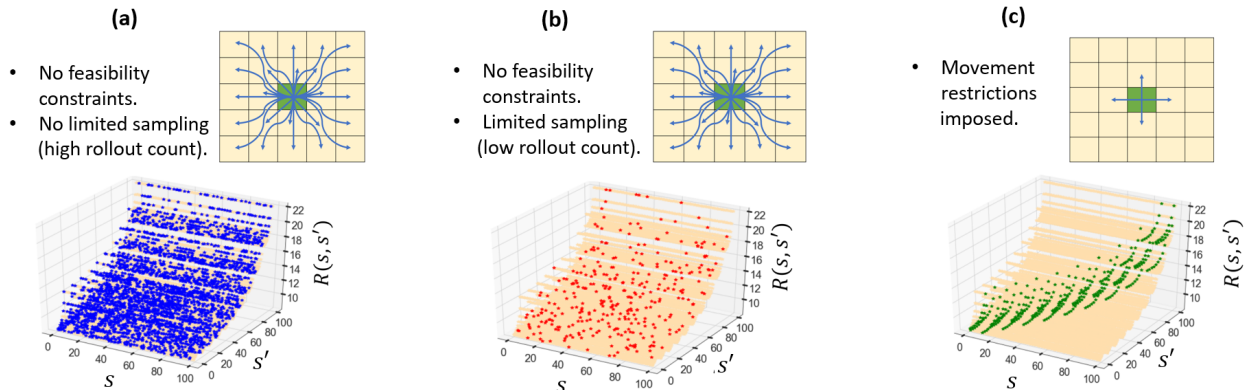 (a)
• No feasibility
constraints.
• No limited sampling
(high rollout count).
22
20
18
16
14
12
10
R(s, s′)
0
20
40
60
80
100
S
0
20
40
60
80
100
s′
(b)
• No feasibility
constraints.
• Limited sampling
(low rollout count).
22
20
18
16
14
12
10
R(s, s′)
0
20
40
60
80
100
S
0
20
40
60
80
100
s′
(c)
• Movement
restrictions
imposed.
22
20
18
16
14
12
10
R(s, s′)
0
20
40
60
80
100
S
0
20
40
60
80
100
s′